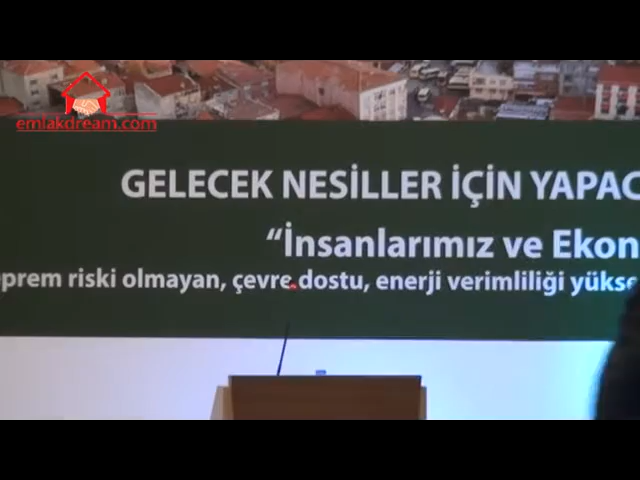 emlakdream.com
GELECEK NESİLLER İÇİN YAPAC
“İnsanlarımız ve Ekon
prem riski olmayan, çevre dostu, enerji verimliliği yükse